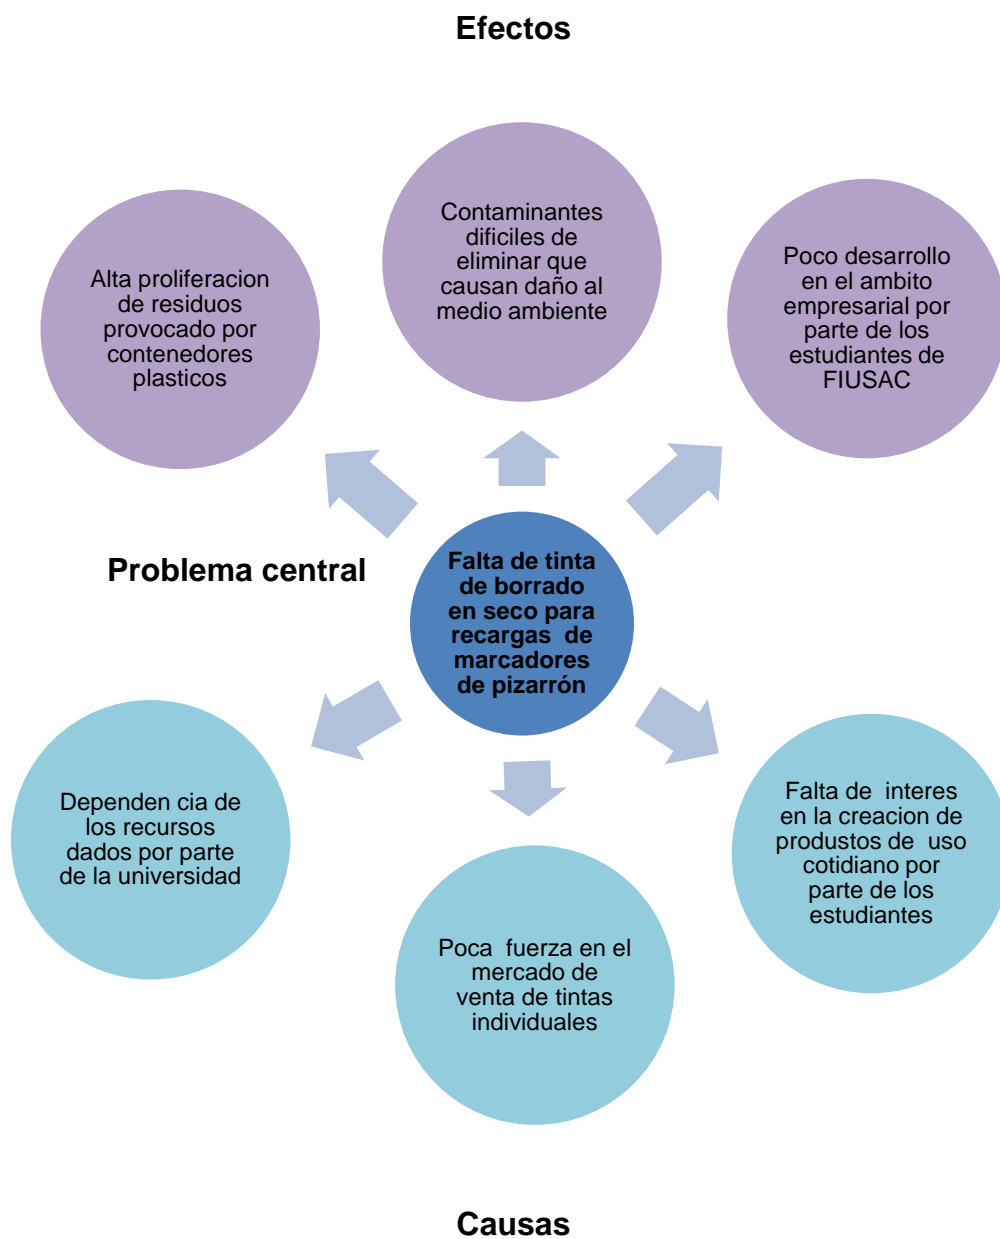 Efectos
Alta proliferacion
de residuos
provocado por
contenedores
plasticos
Contaminantes
dificiles de
eliminar que
causan daño al
medio ambiente
Poco desarrollo
en el ambito
empresarial por
parte de los
estudiantes de
FIUSAC
Problema central
Falta de tinta
de borrado
en seco para
recargas de
marcadores
de pizarrón
Dependen cia de
los recursos
dados por parte
de la universidad
Poca fuerza en el
mercado de
venta de tintas
individuales
Falta de interes
en la creacion de
produstos de uso
cotidiano por
parte de los
estudiantes
Causas